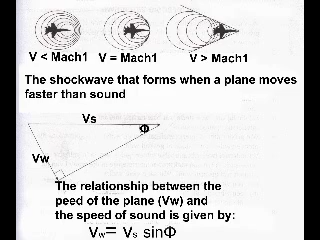 V < Mach1 V = Mach1 V > Mach1
The shockwave that forms when a plane moves
faster than sound
Vs
Φ
Vw
The relationship between the
peed of the plane (Vw) and
the speed of sound is given by:
Vw= Vs sinΦ